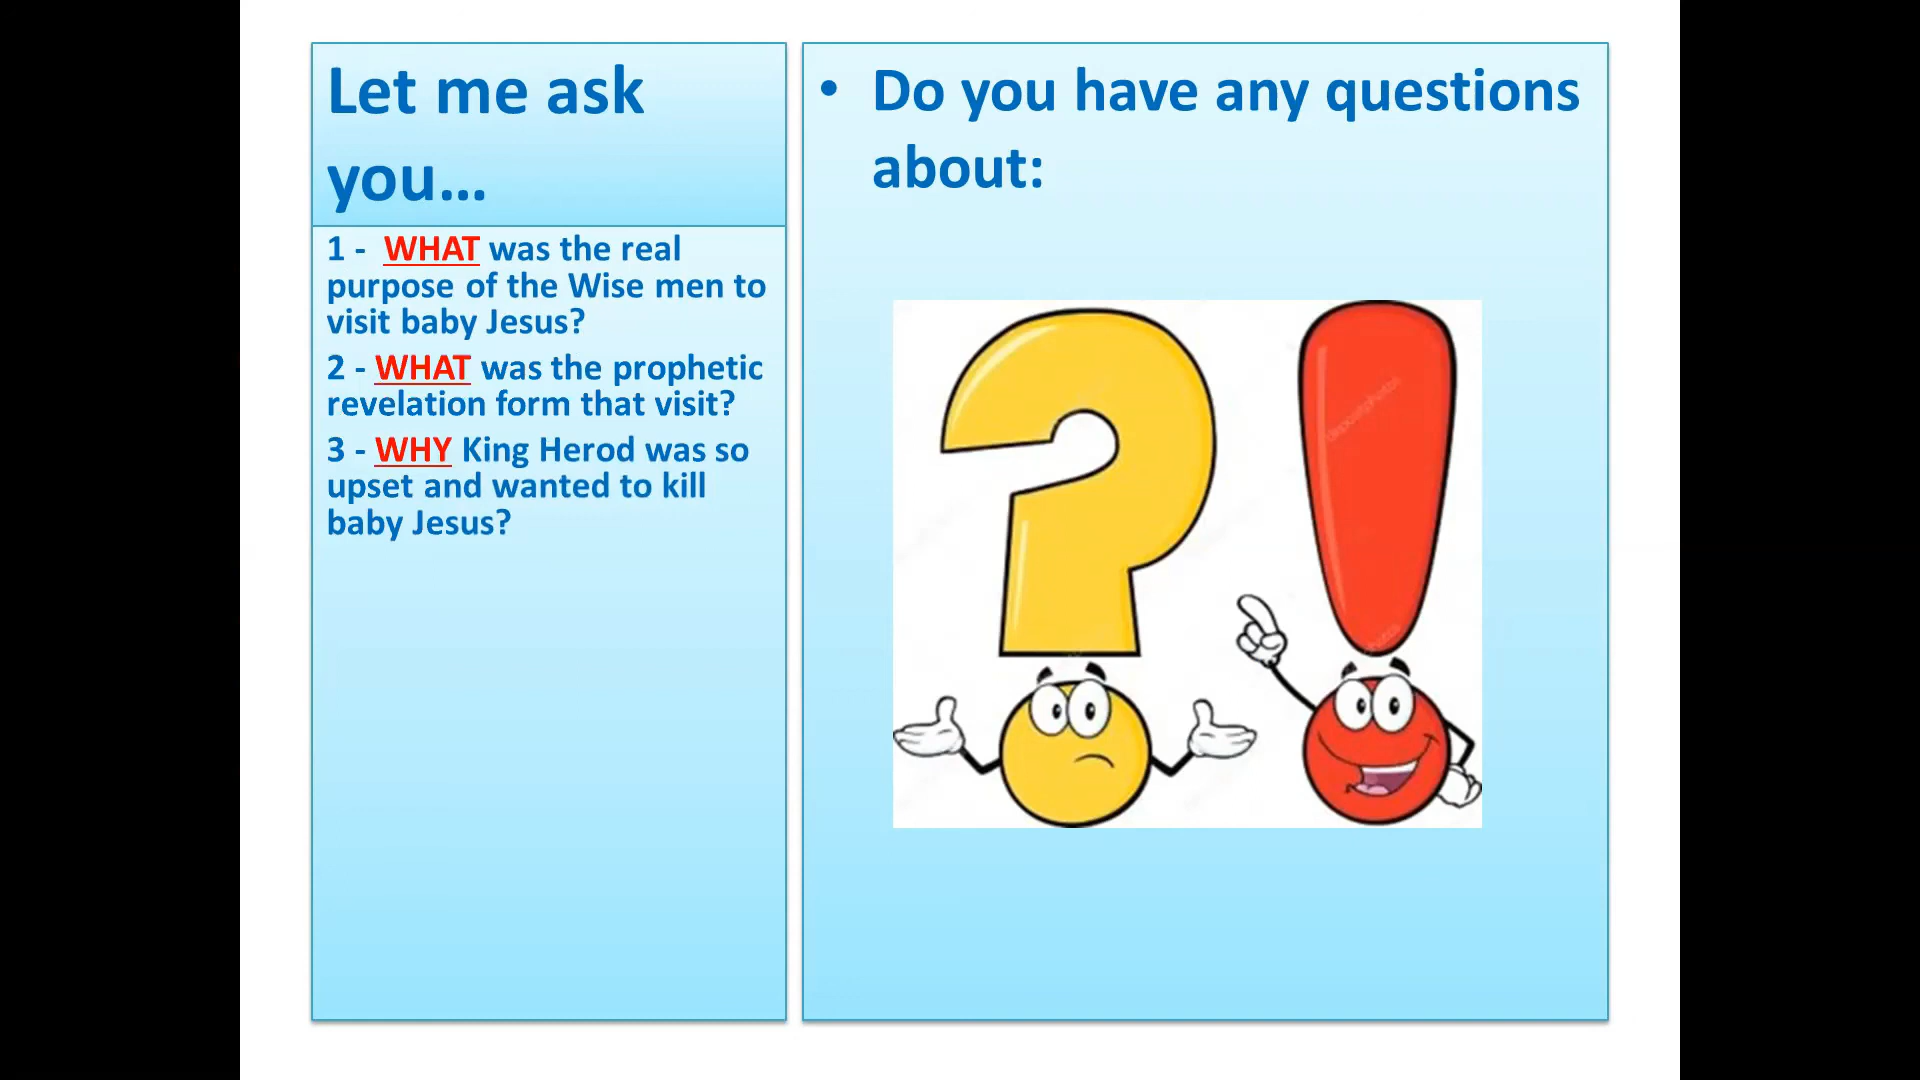 Let me ask
you...
1 -  WHAT was the real
purpose of the Wise men to
visit baby Jesus?
2 - WHAT was the prophetic
revelation form that visit?
3 - WHY King Herod was so
upset and wanted to kill
baby Jesus?
• Do you have any questions
about:
depositphotos